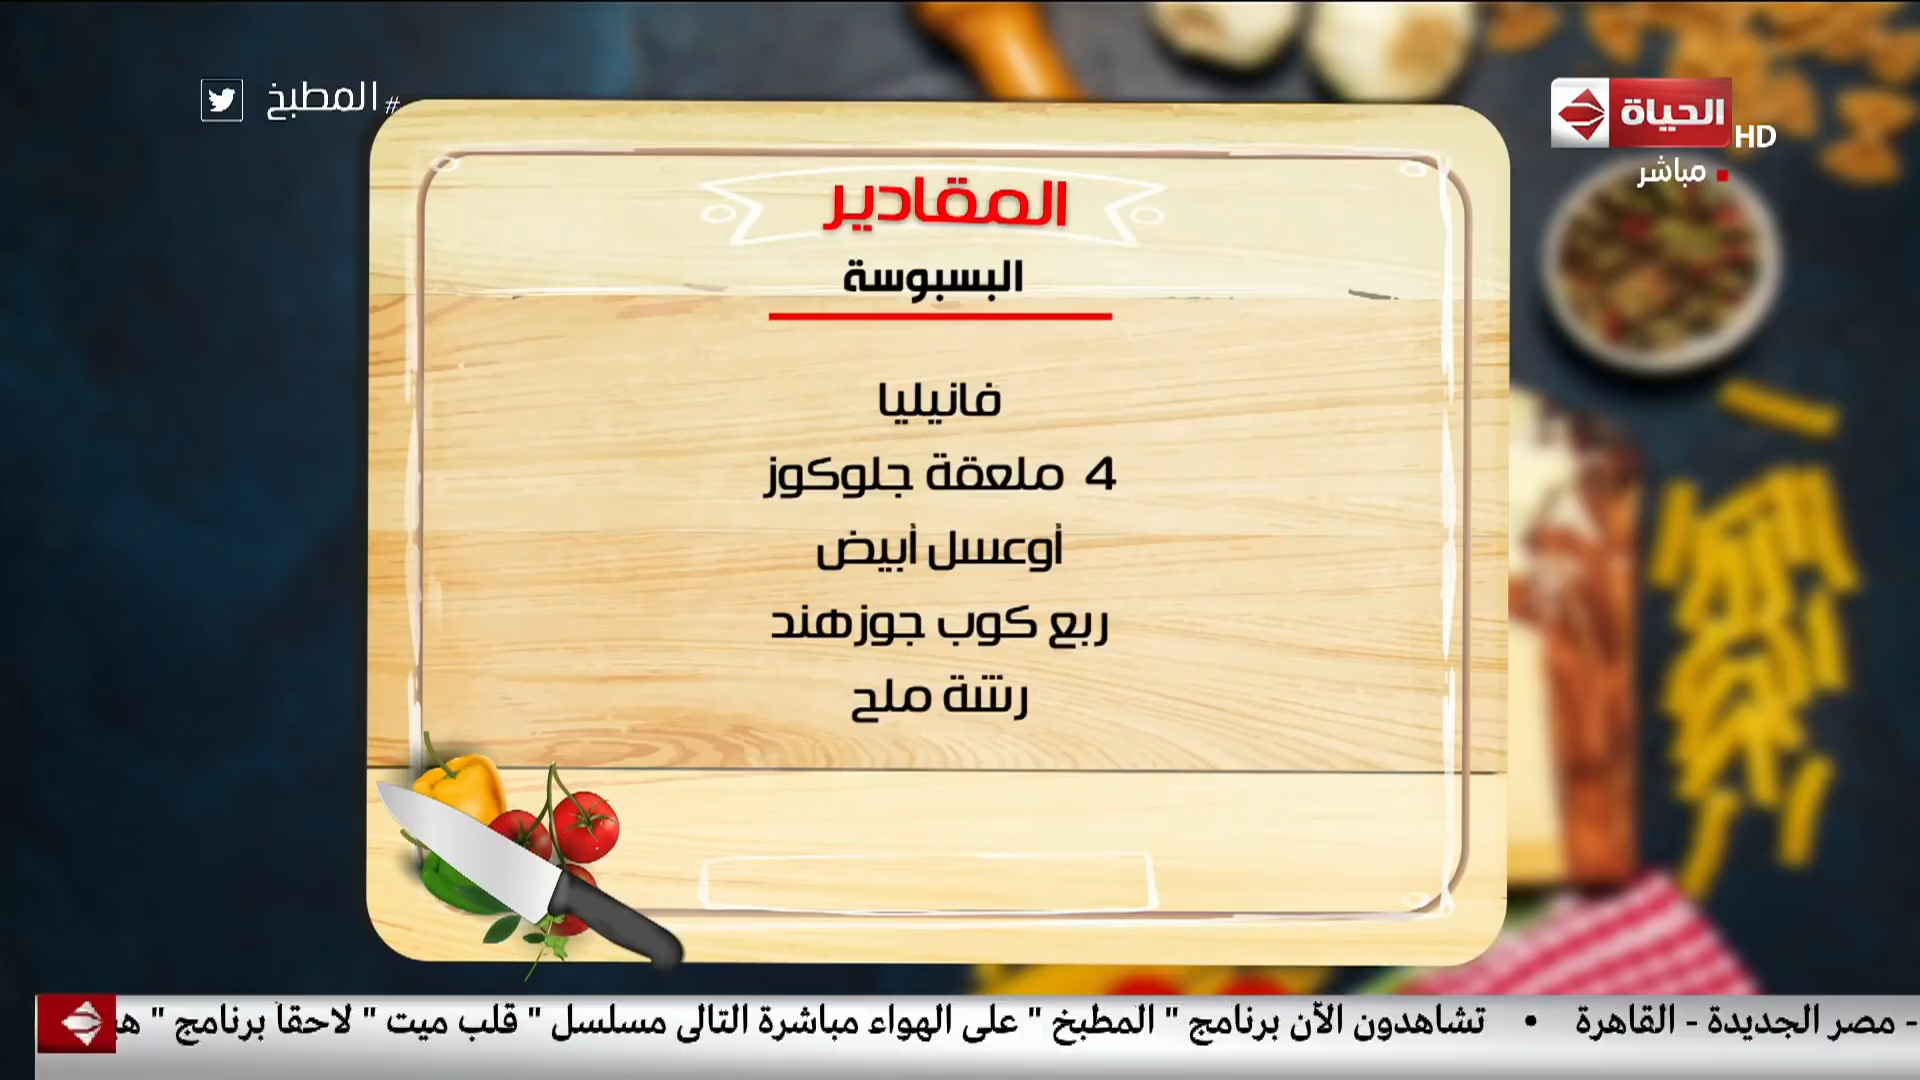 #المطبخ
الحياة
HD
مباشر
المقادير
البسبوسة
فانيليا
4 ملعقة جلوكوز
أوعسل أبيض
ربع كوب جوزهند
رشة ملح
- مصر الجديدة - القاهرة • تشاهدون الآن برنامج " المطبخ " على الهواء مباشرة التالى مسلسل " قلب ميت " لاحقاً برنامج "